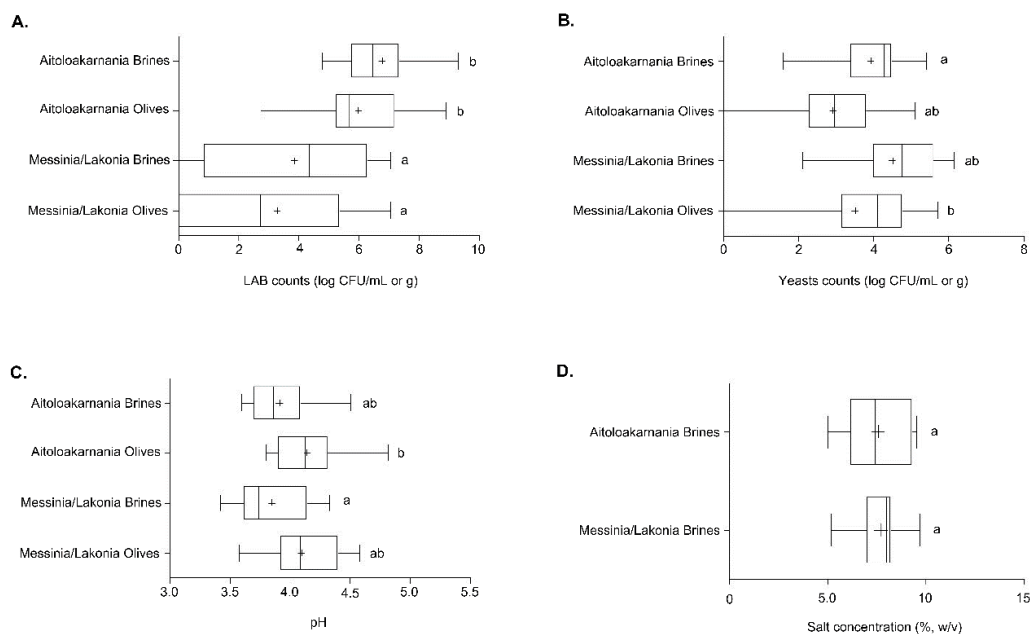 A.
Aitoloakarnania Brines
b
Aitoloakarnania Olives
b
Messinia/Lakonia Brines
a
Messinia/Lakonia Olives
a
0 2 4 6 8 10
LAB counts (log CFU/mL or g)
B.
Aitoloakarnania Brines
a
Aitoloakarnania Olives
ab
Messinia/Lakonia Brines
ab
Messinia/Lakonia Olives
b
0 2 4 6 8
Yeasts counts (log CFU/mL or g)
C.
Aitoloakarnania Brines
ab
Aitoloakarnania Olives
b
Messinia/Lakonia Brines
a
Messinia/Lakonia Olives
ab
3.0 3.5 4.0 4.5 5.0 5.5
pH
D.
Aitoloakarnania Brines
a
Messinia/Lakonia Brines
a
0 5.0 10 15
Salt concentration (%, w/v)